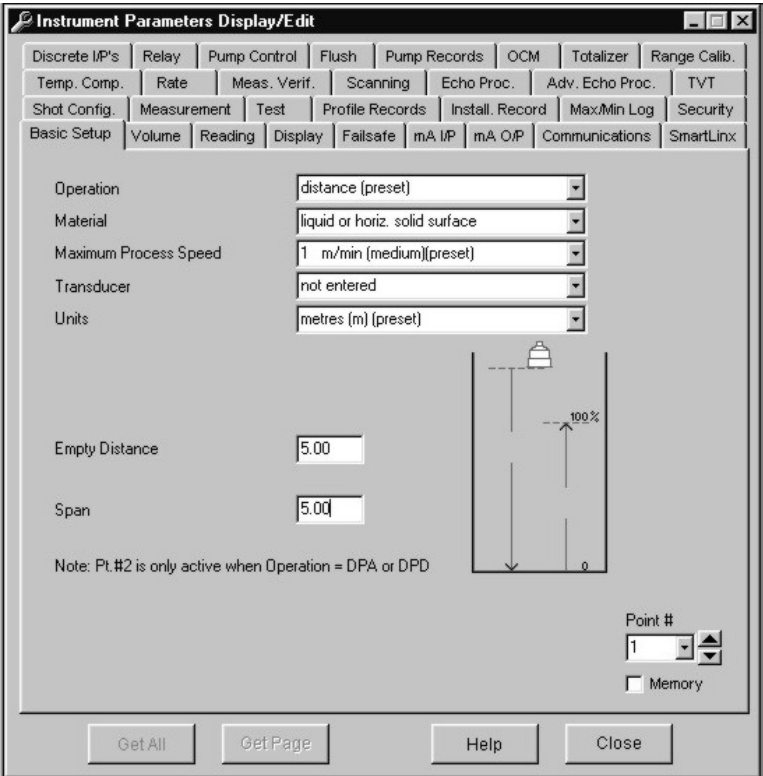 Instrument Parameters Display/Edit
Discrete I/P's Relay Pump Control Flush Pump Records OCM Totalizer Range Calib.
Temp. Comp. Rate Meas. Verif. Scanning Echo Proc. Adv. Echo Proc. TVT
Shot Config. Measurement Test Profile Records Install. Record Max/Min Log Security
Basic Setup Volume Reading Display Failsafe mA I/P mA O/P Communications SmartLinx
Operation distance (preset)
Material liquid or horiz. solid surface
Maximum Process Speed 1 m/min (medium)(preset)
Transducer not entered
Units metres (m) (preset)
100%
Empty Distance 5.00
Span 5.00
Note: Pt.#2 is only active when Operation = DPA or DPD
0
Point #
1
Memory
Get All Get Page Help Close